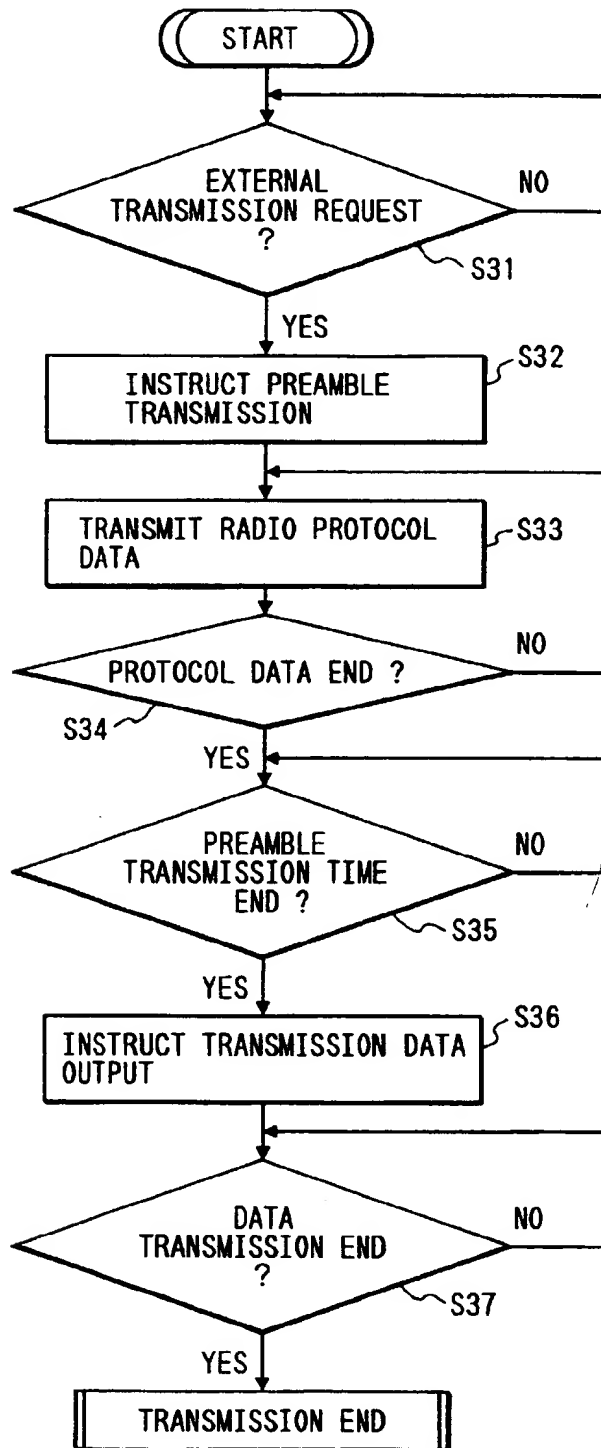 START
EXTERNAL
TRANSMISSION REQUEST
?
NO
S31
YES
S32
INSTRUCT PREAMBLE
TRANSMISSION
TRANSMIT RADIO PROTOCOL
DATA
S33
NO
PROTOCOL DATA END ?
S34
YES
PREAMBLE
TRANSMISSION TIME
END ?
NO
S35
YES
S36
INSTRUCT TRANSMISSION DATA
OUTPUT
DATA
TRANSMISSION END
?
NO
S37
YES
TRANSMISSION END